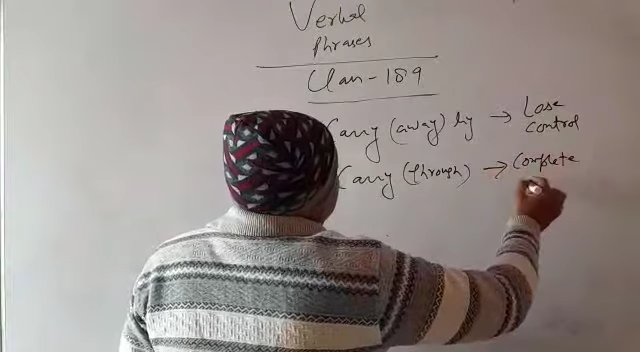 Verbal
Phrases
Class - 189
Carry (away) by → Lose
control
Carry (through) → Complete